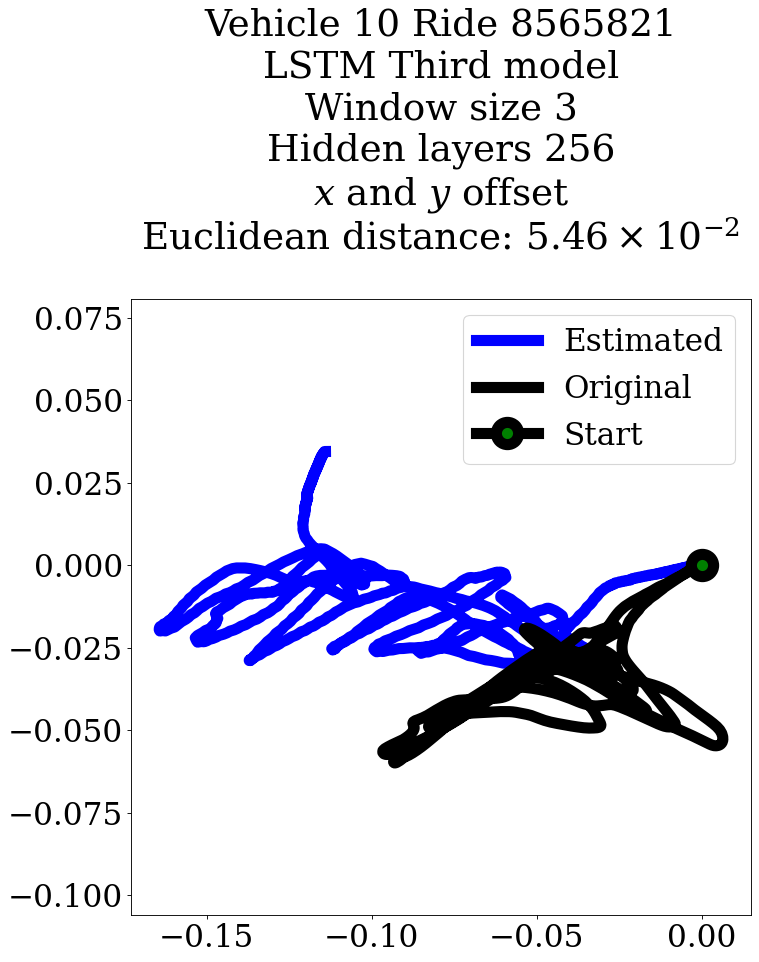 Vehicle 10 Ride 8565821
LSTM Third model
Window size 3
Hidden layers 256
x and y offset
Euclidean distance: 5.46 × 10⁻²
Estimated
Original
Start
0.075
0.050
0.025
0.000
−0.025
−0.050
−0.075
−0.100
−0.15 −0.10 −0.05 0.00